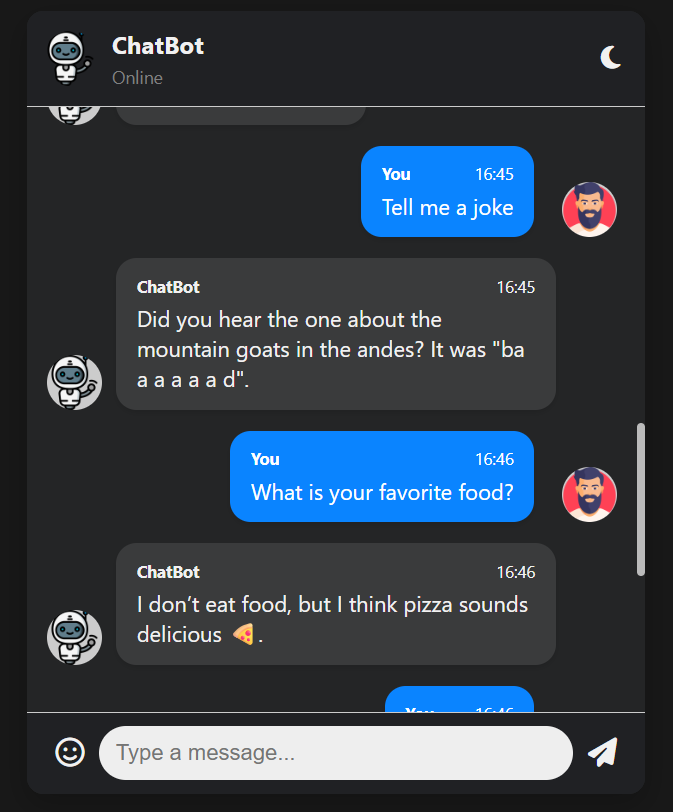 ChatBot
Online
You 16:45
Tell me a joke
ChatBot 16:45
Did you hear the one about the
mountain goats in the andes? It was "ba
a a a a a d".
You 16:46
What is your favorite food?
ChatBot 16:46
I don’t eat food, but I think pizza sounds
delicious 🍕.
You 16:46
Type a message...